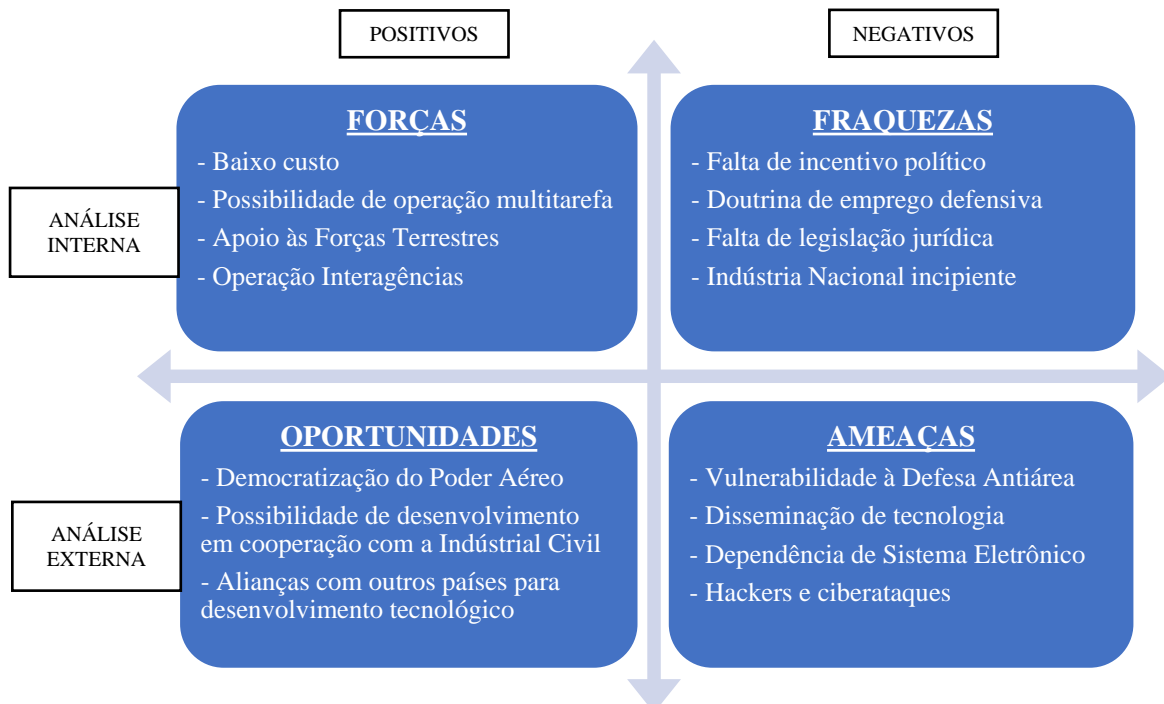 POSITIVOS
NEGATIVOS
ANÁLISE
INTERNA
FORÇAS
- Baixo custo
- Possibilidade de operação multitarefa
- Apoio às Forças Terrestres
- Operação Interagências
FRAQUEZAS
- Falta de incentivo político
- Doutrina de emprego defensiva
- Falta de legislação jurídica
- Indústria Nacional incipiente
ANÁLISE
EXTERNA
OPORTUNIDADES
- Democratização do Poder Aéreo
- Possibilidade de desenvolvimento
em cooperação com a Indústrial Civil
- Alianças com outros países para
desenvolvimento tecnológico
AMEAÇAS
- Vulnerabilidade à Defesa Antiárea
- Disseminação de tecnologia
- Dependência de Sistema Eletrônico
- Hackers e ciberataques